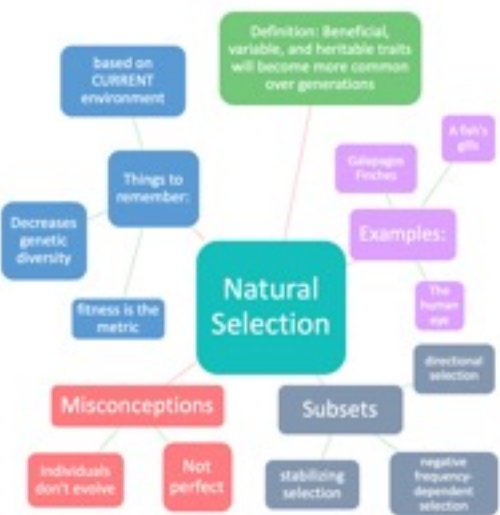 Definition: Beneficial,
variable, and heritable traits
will become more common
over generations
based on
CURRENT
environment
Things to
remember:
Decreases
genetic
diversity
fitness is the
metric
A fish's
gills
Galapagos
Finches
Examples:
The
human
eye
Natural
Selection
Misconceptions
Individuals
don't evolve
Not
perfect
Subsets
directional
selection
stabilizing
selection
negative
frequency-
dependent
selection